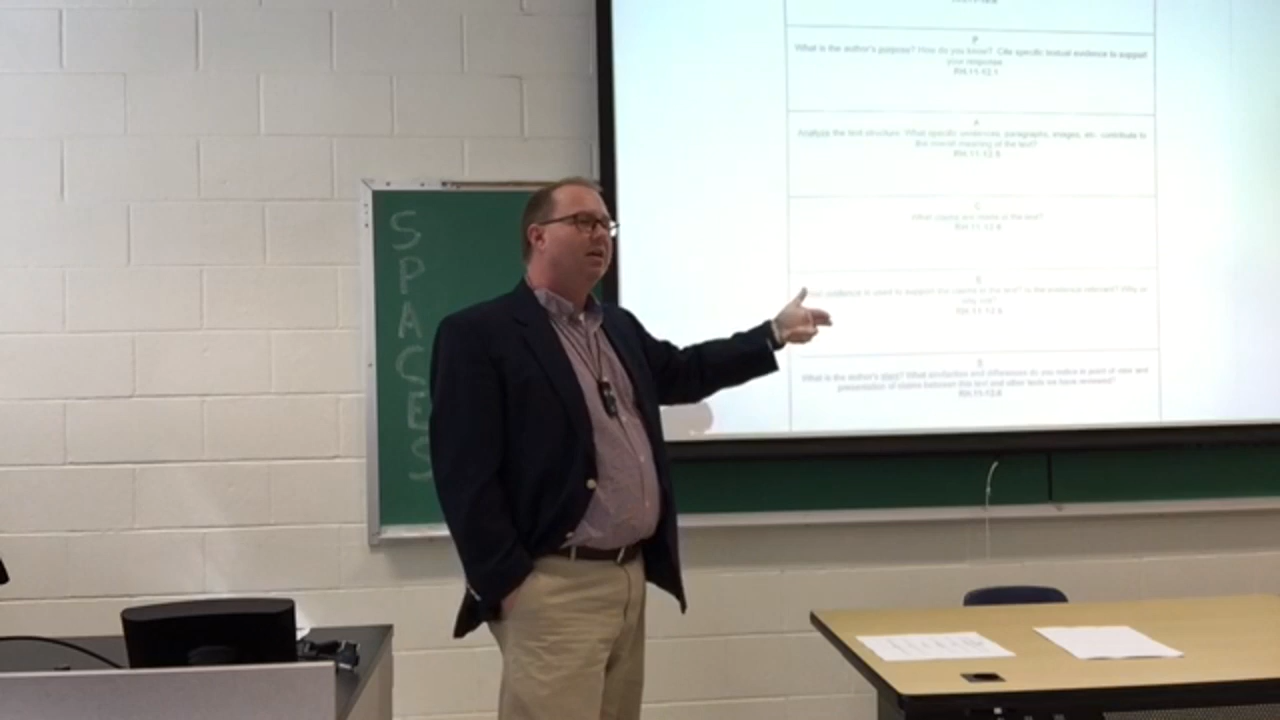 S
P
A
C
E
S
P
What is the author's purpose? How do you know? Cite specific textual evidence to support
your response.
RH.11-12.1
A
Analyze the text structure. What specific sentences, paragraphs, images, etc. contribute to
the overall meaning of the text?
RH.11-12.5
C
What claims are made in the text?
RH.11-12.8
E
evidence is used to support the claims in the text? Is the evidence relevant? Why or
why not?
RH.11-12.8
S
What is the author's story? What similarities and differences do you notice in point of view and
presentation of claims between this text and other texts we have reviewed?
RH.11-12.6